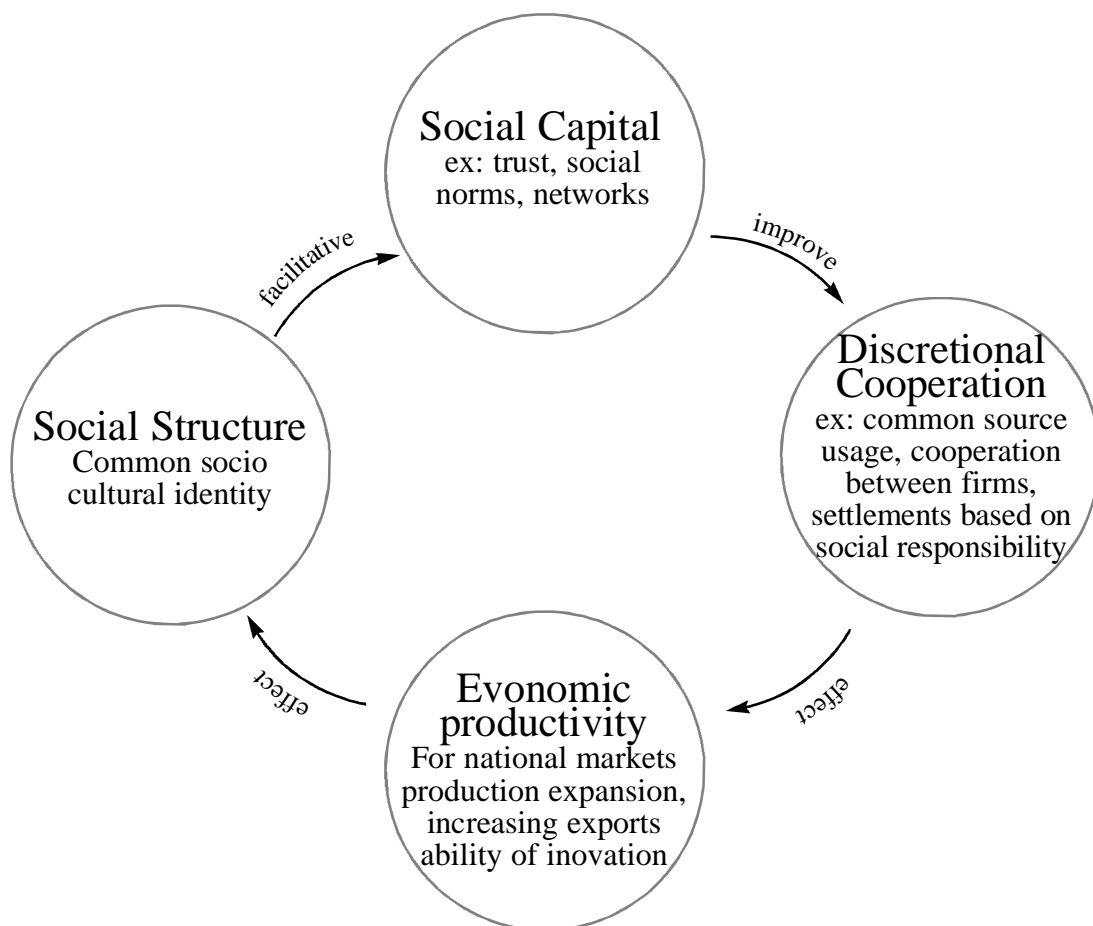 Social Capital
ex: trust, social
norms, networks
improve
facilitative
Discretional
Cooperation
ex: common source
usage, cooperation
between firms,
settlements based on
social responsibility
Social Structure
Common socio
cultural identity
effect
effect
Evonomic
productivity
For national markets
production expansion,
increasing exports
ability of inovation